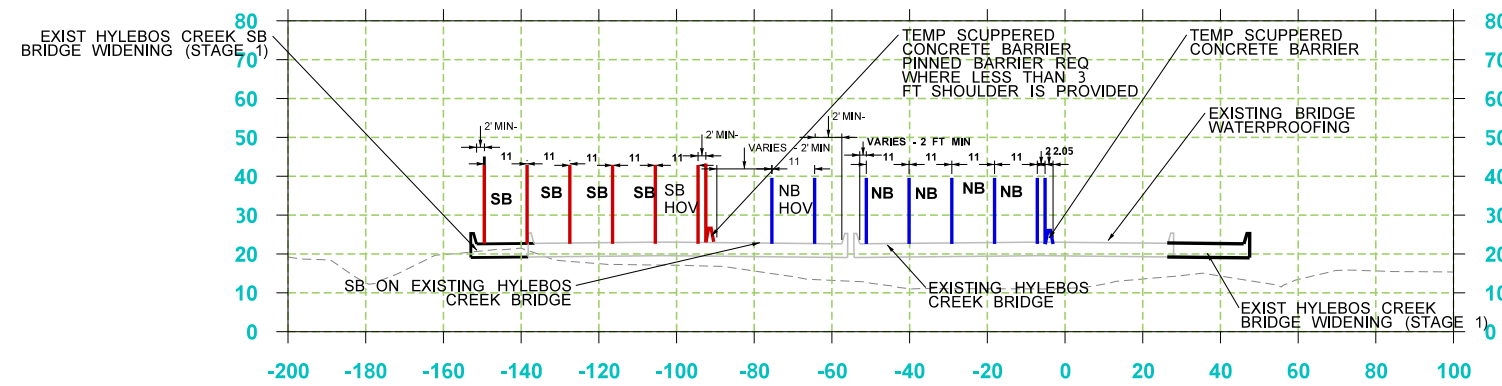 80
70
60
50
40
30
20
10
0
EXIST HYLEBOS CREEK SB
BRIDGE WIDENING (STAGE 1)
TEMP SCUPPERED
CONCRETE BARRIER
PINNED BARRIER REQ
WHERE LESS THAN 3
FT SHOULDER IS PROVIDED
TEMP SCUPPERED
CONCRETE BARRIER
EXISTING BRIDGE
WATERPROOFING
2' MIN-
2' MIN-
VARIES - 2' MIN
2' MIN-
VARIES - 2 FT MIN
2 2.05
11
11
11
11
11
11
11
11
11
11
SB
SB
SB
SB
SB
HOV
NB
HOV
NB
NB
NB
NB
SB ON EXISTING HYLEBOS
CREEK BRIDGE
EXISTING HYLEBOS
CREEK BRIDGE
EXIST HYLEBOS CREEK
BRIDGE WIDENING (STAGE 1)
80
70
60
50
40
30
20
10
0
-200 -180 -160 -140 -120 -100 -80 -60 -40 -20 0 20 40 60 80 100